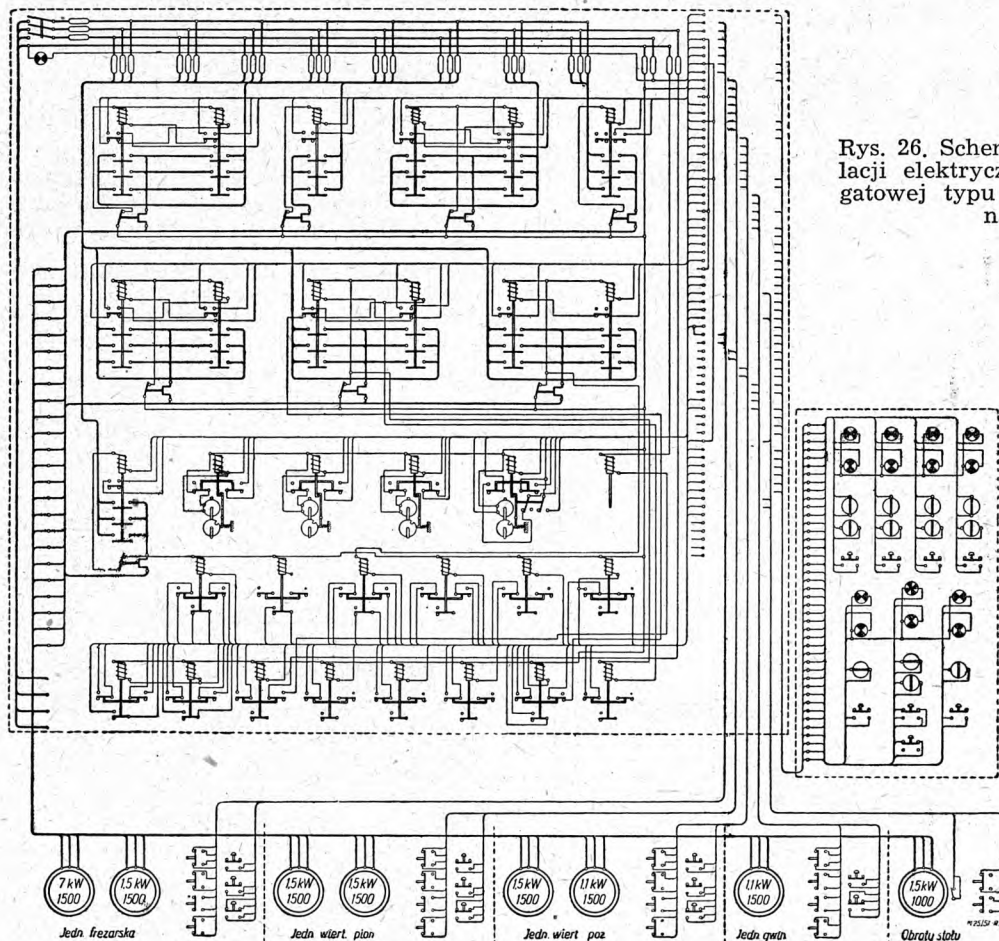 Rys. 26. Schem
lacji elektrycz
gatowej typu
n
7 kW
1500
1,5 kW
1500
1,5 kW
1500
1,5 kW
1500
1,5 kW
1500
1,1 kW
1500
1,1 kW
1500
1,5 kW
1000
Jedn. frezarska
Jedn. wiert. pion
Jedn. wiert. poz
Jedn. gwin
Obrotu stołu